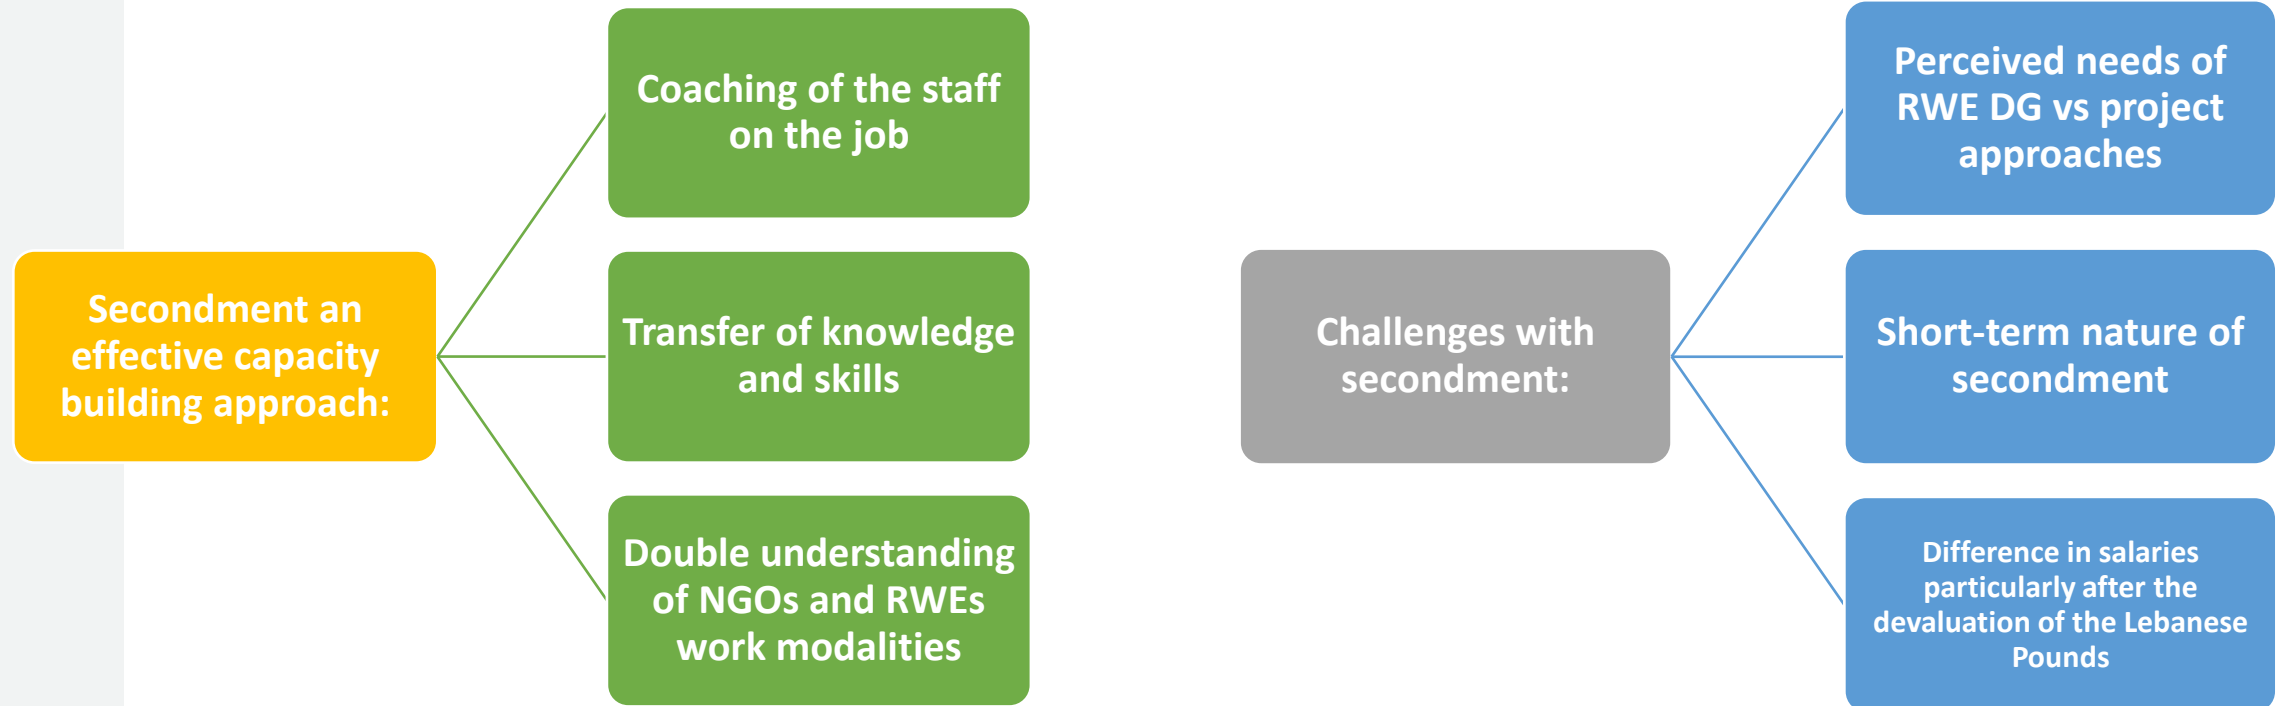 Secondment an
effective capacity
building approach:
Coaching of the staff
on the job
Transfer of knowledge
and skills
Double understanding
of NGOs and RWEs
work modalities
Challenges with
secondment:
Perceived needs of
RWE DG vs project
approaches
Short-term nature of
secondment
Difference in salaries
particularly after the
devaluation of the Lebanese
Pounds